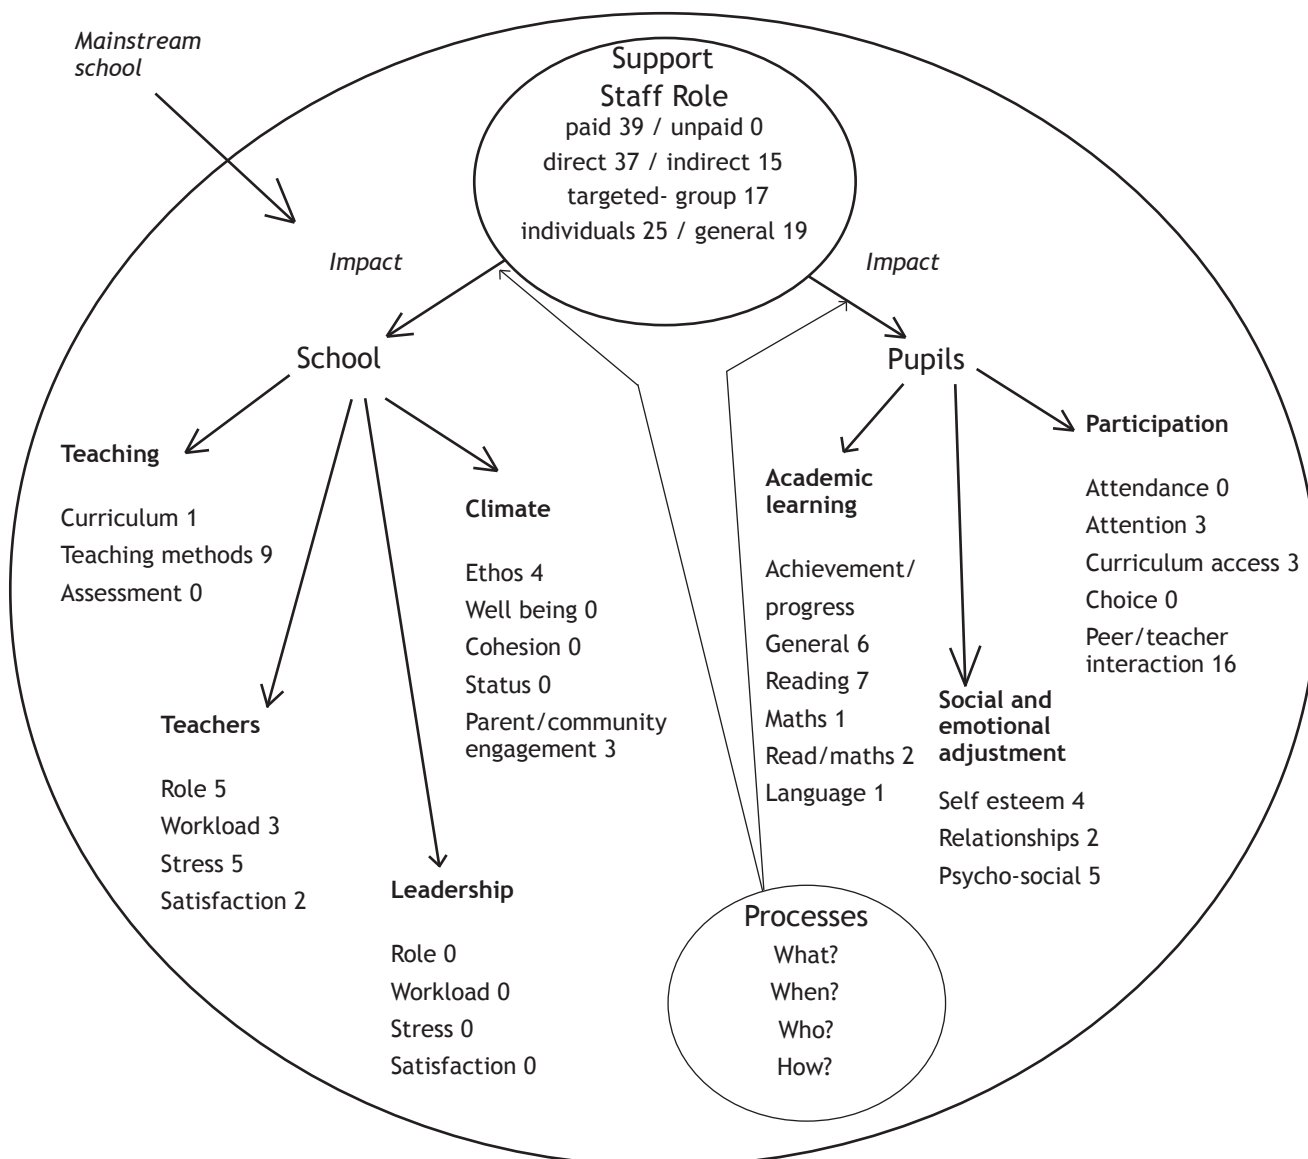 Mainstream
school
Support
Staff Role
paid 39 / unpaid 0
direct 37 / indirect 15
targeted- group 17
individuals 25 / general 19
Impact
Impact
School
Pupils
Teaching
Curriculum 1
Teaching methods 9
Assessment 0
Teachers
Role 5
Workload 3
Stress 5
Satisfaction 2
Leadership
Role 0
Workload 0
Stress 0
Satisfaction 0
Climate
Ethos 4
Well being 0
Cohesion 0
Status 0
Parent/community
engagement 3
Academic
learning
Achievement/
progress
General 6
Reading 7
Maths 1
Read/maths 2
Language 1
Social and
emotional
adjustment
Self esteem 4
Relationships 2
Psycho-social 5
Participation
Attendance 0
Attention 3
Curriculum access 3
Choice 0
Peer/teacher
interaction 16
Processes
What?
When?
Who?
How?